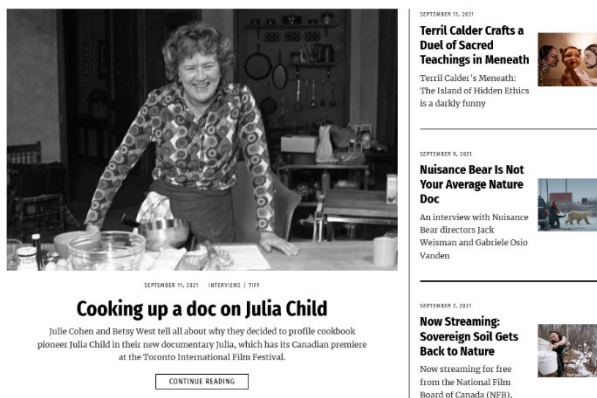 SEPTEMBER 11, 2021 INTERVIEWS / TIFF
Cooking up a doc on Julia Child
Julie Cohen and Betsy West tell all about why they decided to profile cookbook
pioneer Julia Child in their new documentary Julia, which has its Canadian premiere
at the Toronto International Film Festival.
CONTINUE READING
SEPTEMBER 11, 2021
Terril Calder Crafts a
Duel of Sacred
Teachings in Meneath
Terril Calder's Meneath:
The Island of Hidden Ethics
is a darkly funny
SEPTEMBER 9, 2021
Nuisance Bear Is Not
Your Average Nature
Doc
An interview with Nuisance
Bear directors Jack
Weisman and Gabriele Osio
Vanden
SEPTEMBER 2, 2021
Now Streaming:
Sovereign Soil Gets
Back to Nature
Now streaming for free
from the National Film
Board of Canada (NFB),